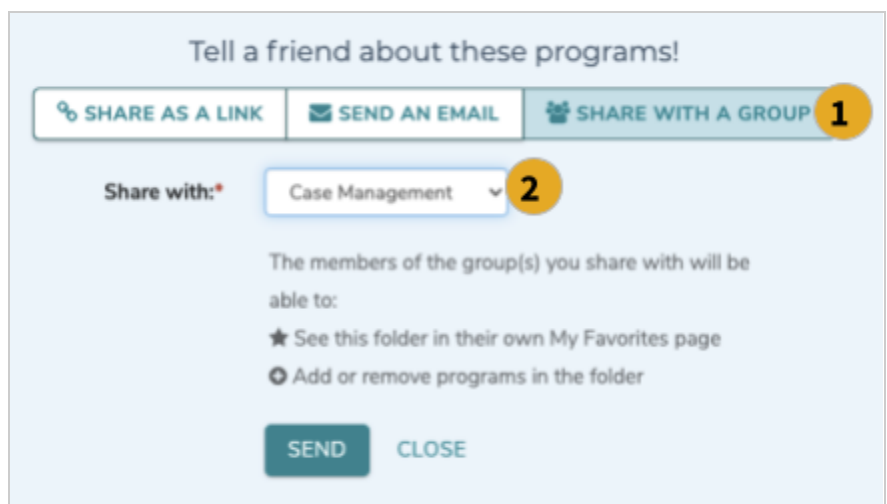 Tell a friend about these programs!
SHARE AS A LINK SEND AN EMAIL SHARE WITH A GROUP 1
Share with:* Case Management 2
The members of the group(s) you share with will be
able to:
See this folder in their own My Favorites page
Add or remove programs in the folder
SEND CLOSE